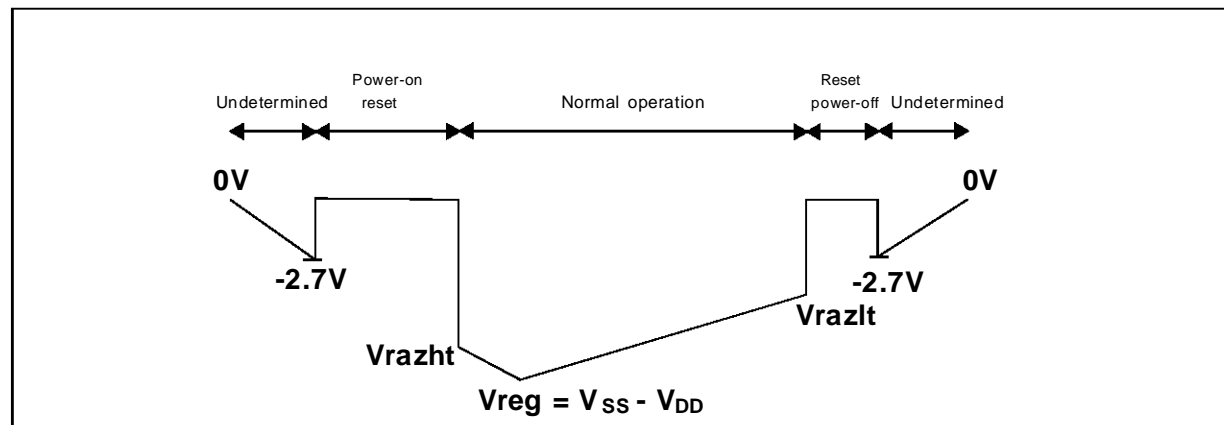 Power-on
reset
Reset
power-off
Undetermined
Normal operation
Undetermined
0V
0V
-2.7V
-2.7V
Vrazlt
Vrazht
Vreg = VSS - VDD